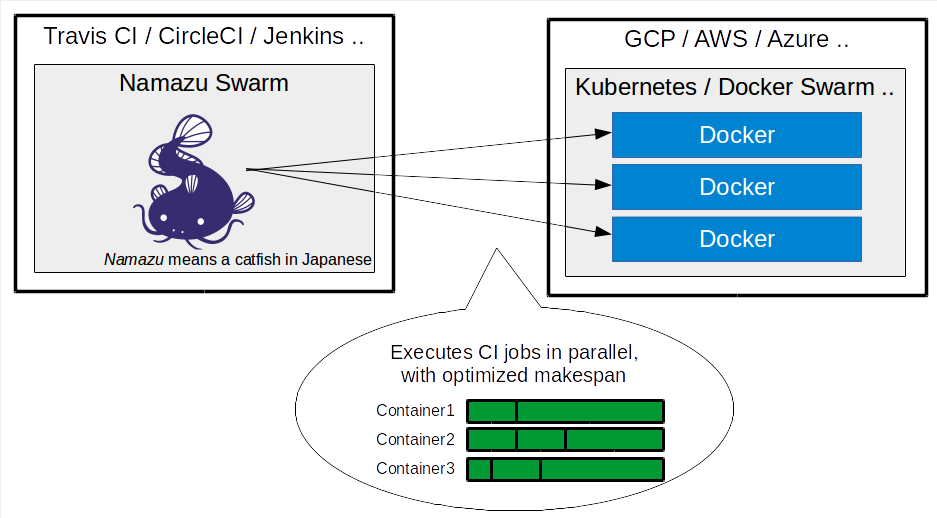 Travis CI / CircleCI / Jenkins ..
Namazu Swarm
Namazu means a catfish in Japanese
GCP / AWS / Azure ..
Kubernetes / Docker Swarm ..
Docker
Docker
Docker
Executes CI jobs in parallel,
with optimized makespan
Container1
Container2
Container3